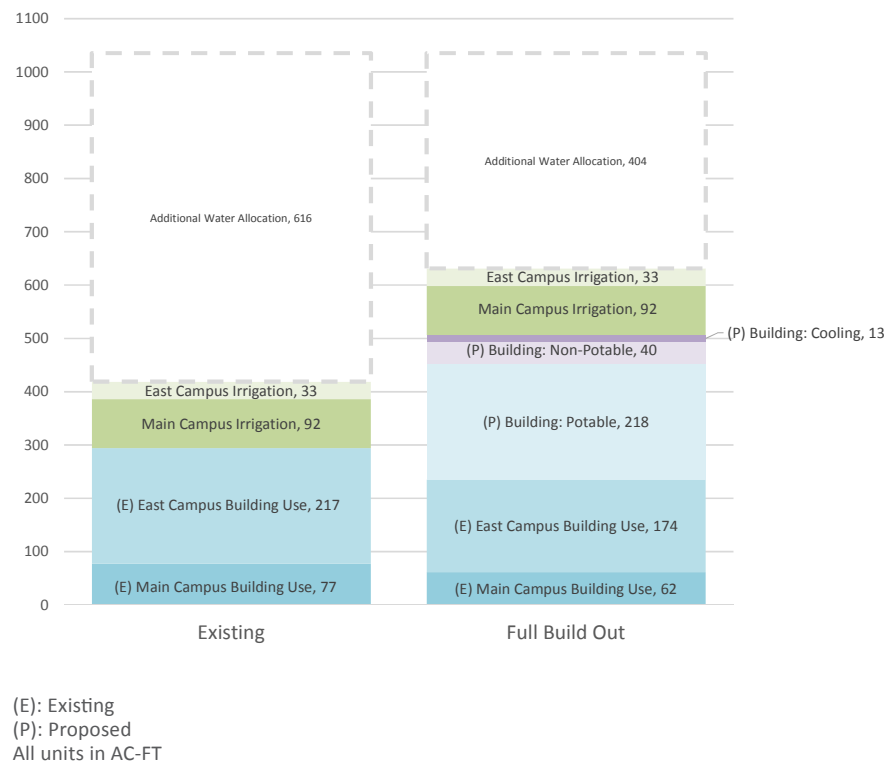 1100
1000
900
800
700
600
500
400
300
200
100
0
Additional Water Allocation, 616
East Campus Irrigation, 33
Main Campus Irrigation, 92
(E) East Campus Building Use, 217
(E) Main Campus Building Use, 77
Existing
Additional Water Allocation, 404
East Campus Irrigation, 33
Main Campus Irrigation, 92
(P) Building: Cooling, 13
(P) Building: Non-Potable, 40
(P) Building: Potable, 218
(E) East Campus Building Use, 174
(E) Main Campus Building Use, 62
Full Build Out
(E): Existing
(P): Proposed
All units in AC-FT